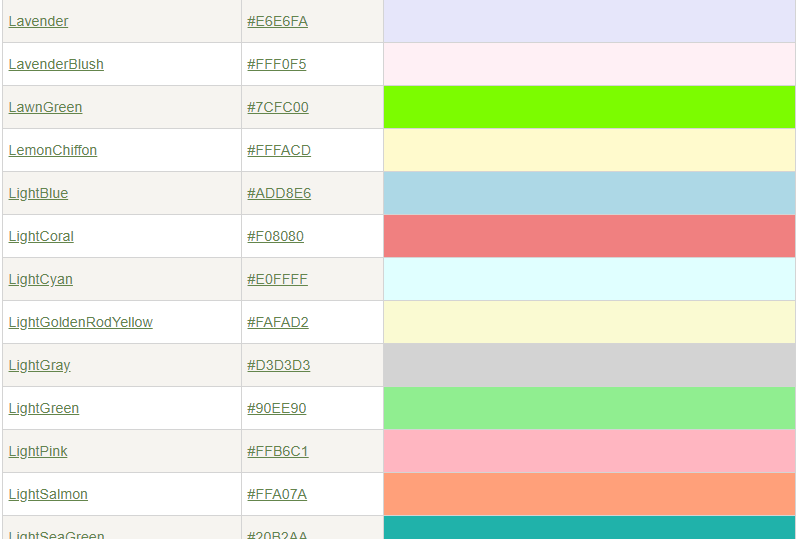 Lavender #E6E6FA
LavenderBlush #FFF0F5
LawnGreen #7CFC00
LemonChiffon #FFFACD
LightBlue #ADD8E6
LightCoral #F08080
LightCyan #E0FFFF
LightGoldenRodYellow #FAFAD2
LightGray #D3D3D3
LightGreen #90EE90
LightPink #FFB6C1
LightSalmon #FFA07A
LightSeaGreen #20B2AA